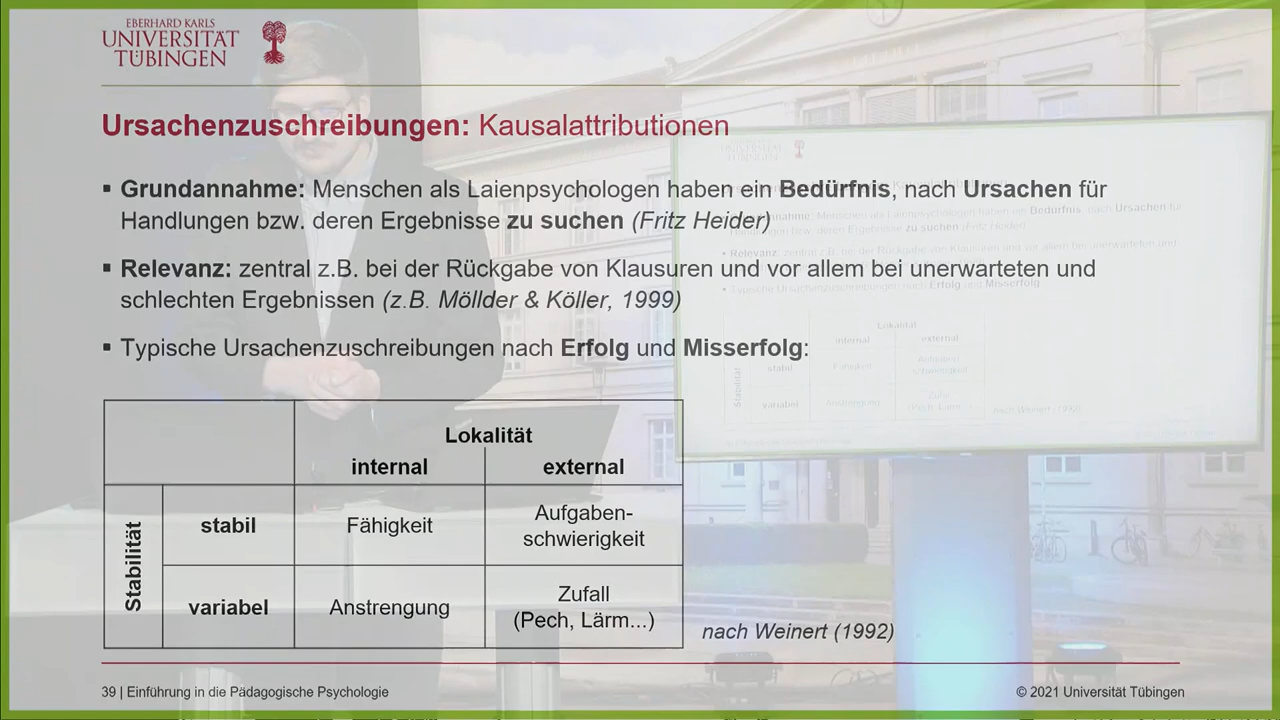 EBERHARD KARLS
UNIVERSITÄT
TÜBINGEN
Ursachenzuschreibungen: Kausalattributionen
▪ Grundannahme: Menschen als Laienpsychologen haben ein Bedürfnis, nach Ursachen für
Handlungen bzw. deren Ergebnisse zu suchen (Fritz Heider)
▪ Relevanz: zentral z.B. bei der Rückgabe von Klausuren und vor allem bei unerwarteten und
schlechten Ergebnissen (z.B. Möllder & Köller, 1999)
▪ Typische Ursachenzuschreibungen nach Erfolg und Misserfolg:
Lokalität
internal external
Stabilität
stabil Fähigkeit Aufgaben-
schwierigkeit
variabel Anstrengung Zufall
(Pech, Lärm...)
nach Weinert (1992)
39 | Einführung in die Pädagogische Psychologie
© 2021 Universität Tübingen